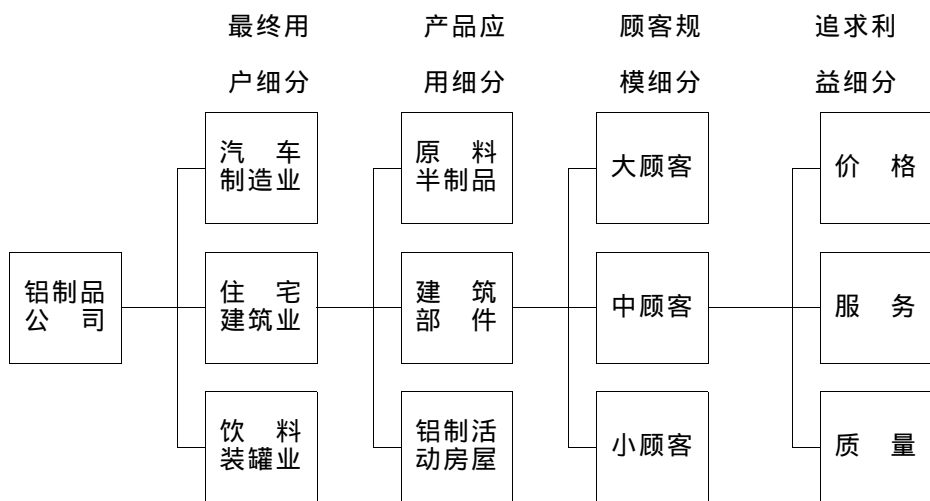 最终用 产品应 顾客规 追求利
户细分 用细分 模细分 益细分
汽 车
制造业
原 料
半制品
大顾客
价 格
铝制品
公 司
住 宅
建筑业
建 筑
部 件
中顾客
服 务
饮 料
装罐业
铝制活
动房屋
小顾客
质 量